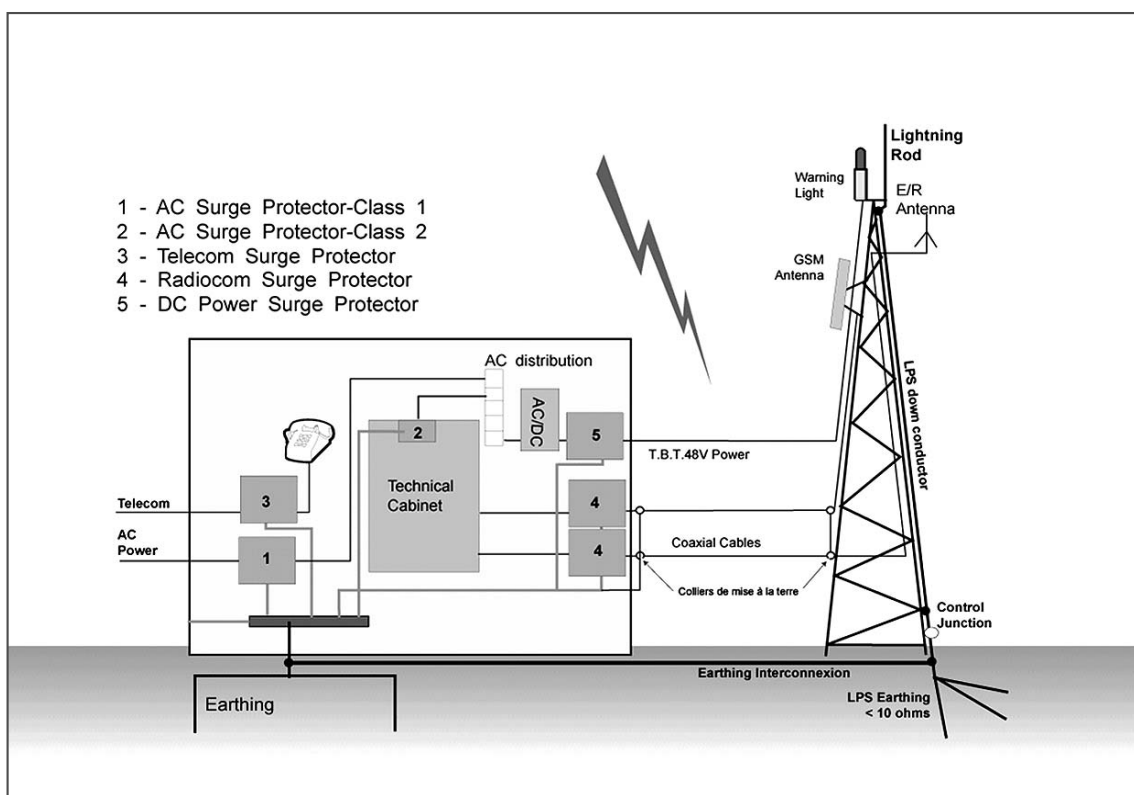 Lightning
Rod
Warning
Light
E/R
Antenna
1 - AC Surge Protector-Class 1
2 - AC Surge Protector-Class 2
3 - Telecom Surge Protector
4 - Radiocom Surge Protector
5 - DC Power Surge Protector
GSM
Antenna
AC distribution
AC/DC
2
5
T.B.T.48V Power
LPS down conductor
Technical
Cabinet
3
4
Telecom
AC
Power
1
4
Coaxial Cables
Colliers de mise à la terre
Control
Junction
Earthing Interconnexion
Earthing
LPS Earthing
< 10 ohms